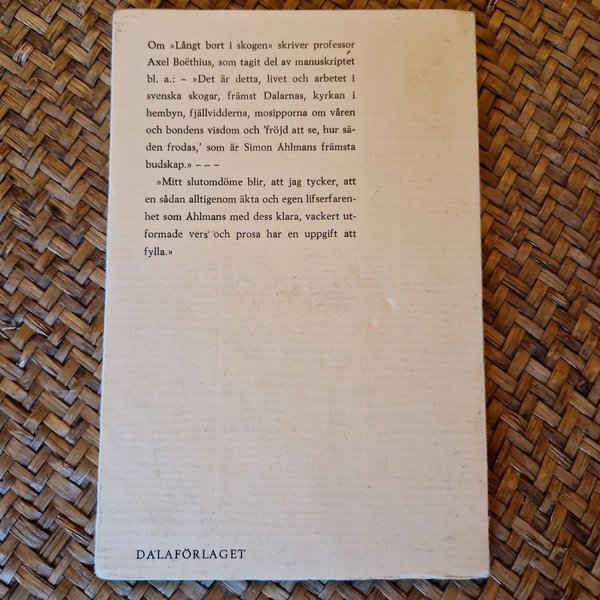 Om »Långt bort i skogen» skriver professor
Axel Boëthius, som tagit del av manuskriptet
bl. a.: – »Det är detta, livet och arbetet i
svenska skogar, främst Dalarnas, kyrkan i
hembyn, fjällvidderna, mosipporna om våren
och bondens visdom och 'fröjd att se, hur sä-
den frodas,' som är Simon Ahlmans främsta
budskap.» – – –
»Mitt slutomdöme blir, att jag tycker, att
en sådan alltigenom äkta och egen lifserfaren-
het som Ahlmans med dess klara, vackert ut-
formade vers och prosa har en uppgift att
fylla.»
DALAFÖRLAGET